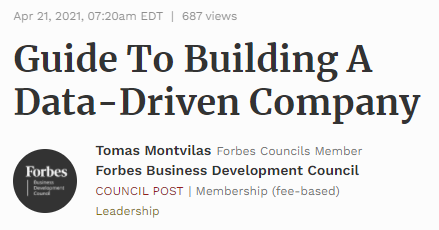 Apr 21, 2021, 07:20am EDT | 687 views
Guide To Building A
Data-Driven Company
Tomas Montvilas Forbes Councils Member
Forbes Business Development Council
COUNCIL POST | Membership (fee-based)
Leadership
Forbes
Business
Development
Council